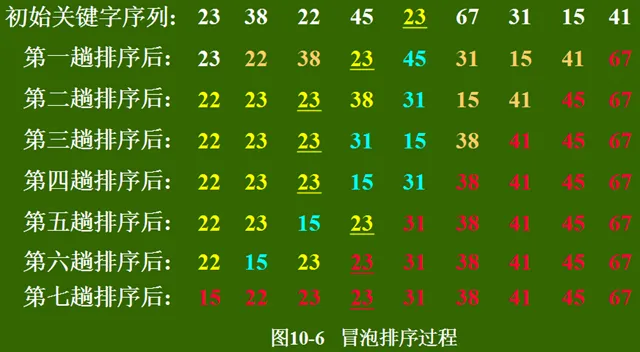 初始关键字序列: 23 38 22 45 23 67 31 15 41
第一趟排序后: 23 22 38 23 45 31 15 41 67
第二趟排序后: 22 23 23 38 31 15 41 45 67
第三趟排序后: 22 23 23 31 15 38 41 45 67
第四趟排序后: 22 23 23 15 31 38 41 45 67
第五趟排序后: 22 23 15 23 31 38 41 45 67
第六趟排序后: 22 15 23 23 31 38 41 45 67
第七趟排序后: 15 22 23 23 31 38 41 45 67
图10-6 冒泡排序过程